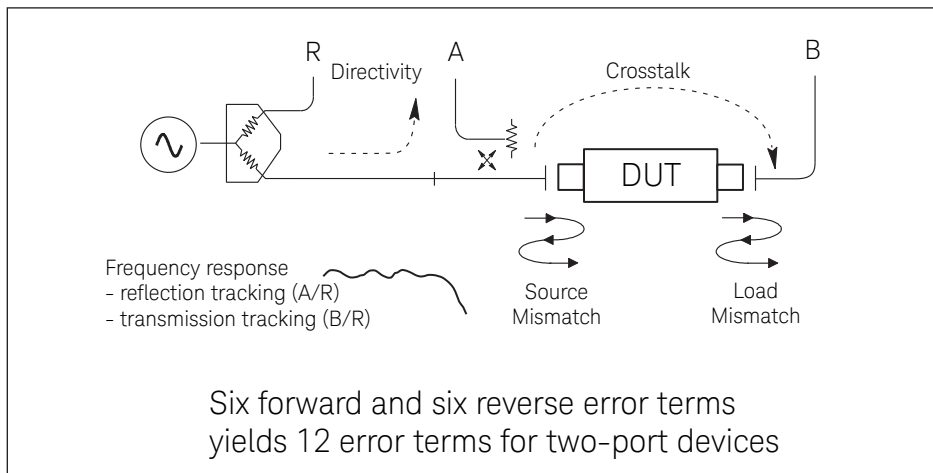 R
Directivity
A
Crosstalk
B
DUT
Frequency response
- reflection tracking (A/R)
- transmission tracking (B/R)
Source
Mismatch
Load
Mismatch
Six forward and six reverse error terms
yields 12 error terms for two-port devices